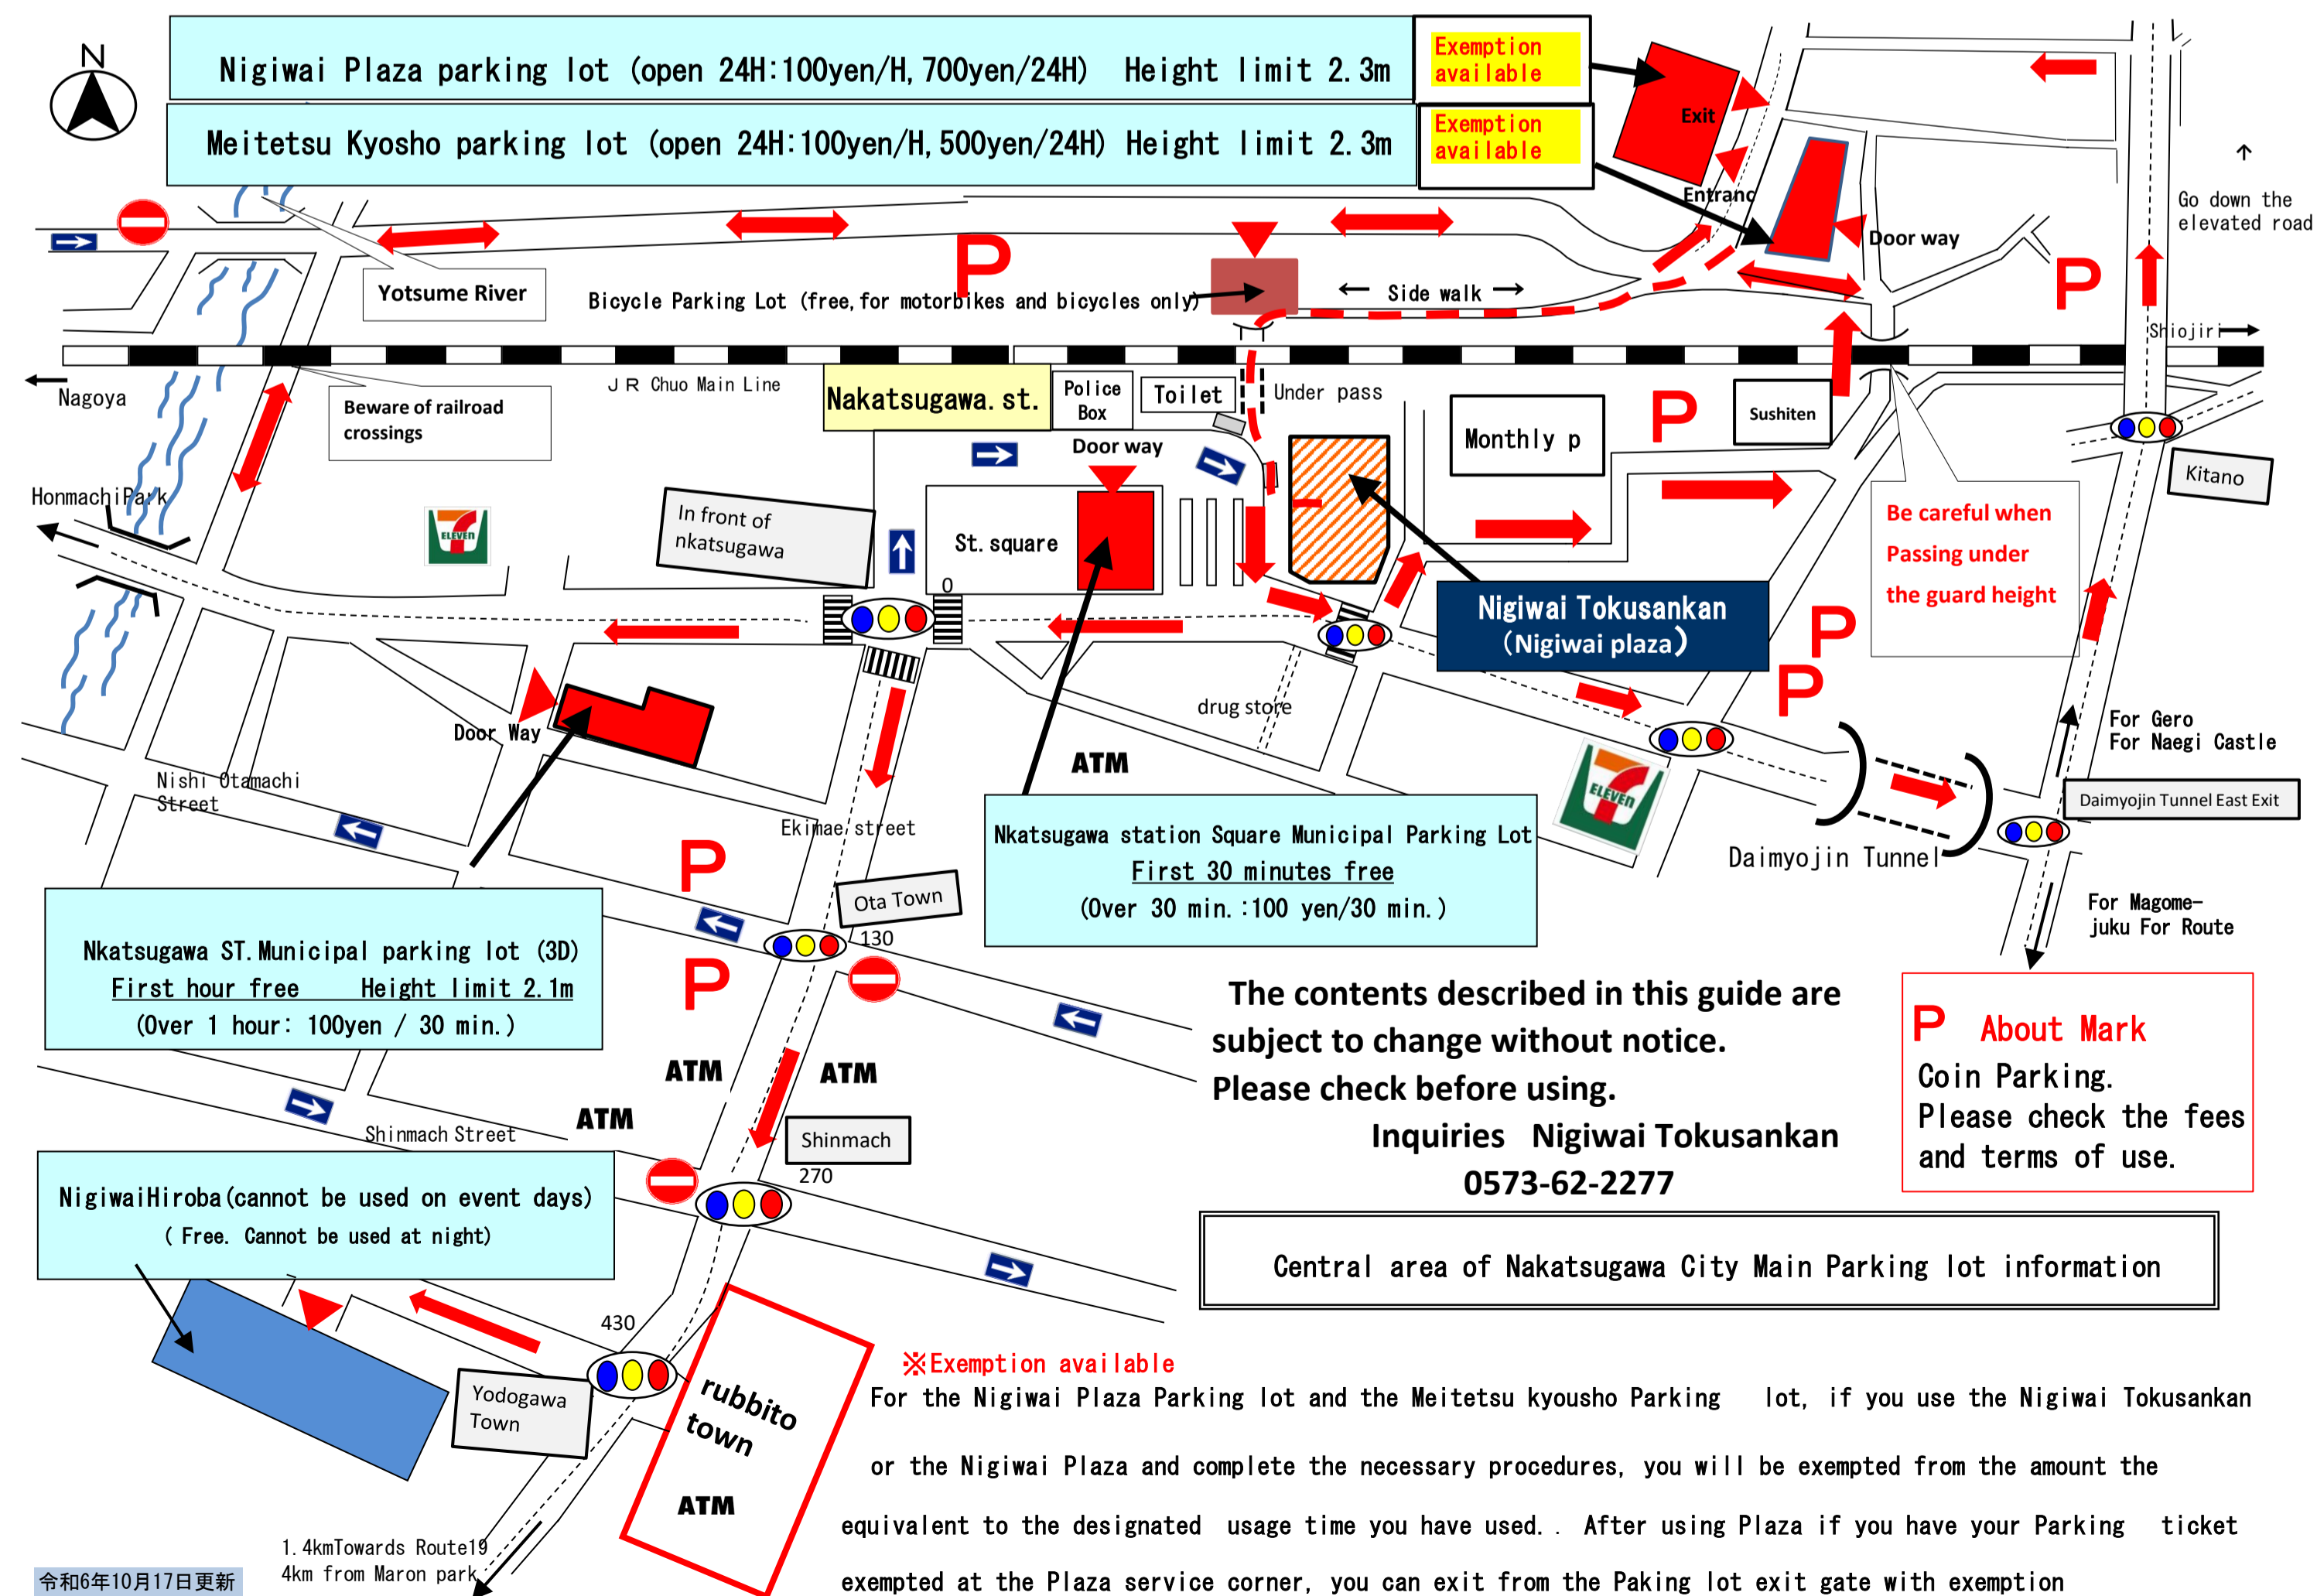 N
Nigiwai Plaza parking lot (open 24H:100yen/H,700yen/24H) Height limit 2.3m
Exemption
available
Meitetsu Kyosho parking lot (open 24H:100yen/H,500yen/24H) Height limit 2.3m
Exemption
available
Exit
Entranc
Door way
Go down the
elevated road
Yotsume River
P
Bicycle Parking Lot (free,for motorbikes and bicycles only)
Side walk
P
Shiojiri
Nagoya
JR Chuo Main Line
Beware of railroad
crossings
Nakatsugawa.st.
Police
Box
Toilet
Under pass
Door way
Monthly p
P
Sushiten
Kitano
HonmachiPark
7
ELEVEN
In front of
nkatsugawa
St.square
0
Be careful when
Passing under
the guard height
Nigiwai Tokusankan
(Nigiwai plaza)
P
P
drug store
Door Way
ATM
7
ELEVEN
For Gero
For Naegi Castle
Daimyojin Tunnel East Exit
Daimyojin Tunnel
Nishi Otamachi
Street
Ekimae street
P
Ota Town
130
P
Nkatsugawa station Square Municipal Parking Lot
First 30 minutes free
(Over 30 min.:100 yen/30 min.)
For Magome-
juku For Route
Nkatsugawa ST.Municipal parking lot (3D)
First hour free Height limit 2.1m
(Over 1 hour: 100yen / 30 min.)
The contents described in this guide are
subject to change without notice.
Please check before using.
Inquiries Nigiwai Tokusankan
0573-62-2277
P About Mark
Coin Parking.
Please check the fees
and terms of use.
ATM
ATM
ATM
Shinmach Street
Shinmach
270
NigiwaiHiroba(cannot be used on event days)
( Free. Cannot be used at night)
Central area of Nakatsugawa City Main Parking lot information
430
Yodogawa
Town
rubbito
town
ATM
※Exemption available
For the Nigiwai Plaza Parking lot and the Meitetsu kyousho Parking lot, if you use the Nigiwai Tokusankan
or the Nigiwai Plaza and complete the necessary procedures, you will be exempted from the amount the
equivalent to the designated usage time you have used. . After using Plaza if you have your Parking ticket
exempted at the Plaza service corner, you can exit from the Paking lot exit gate with exemption
1.4kmTowards Route19
4km from Maron park
令和6年10月17日更新